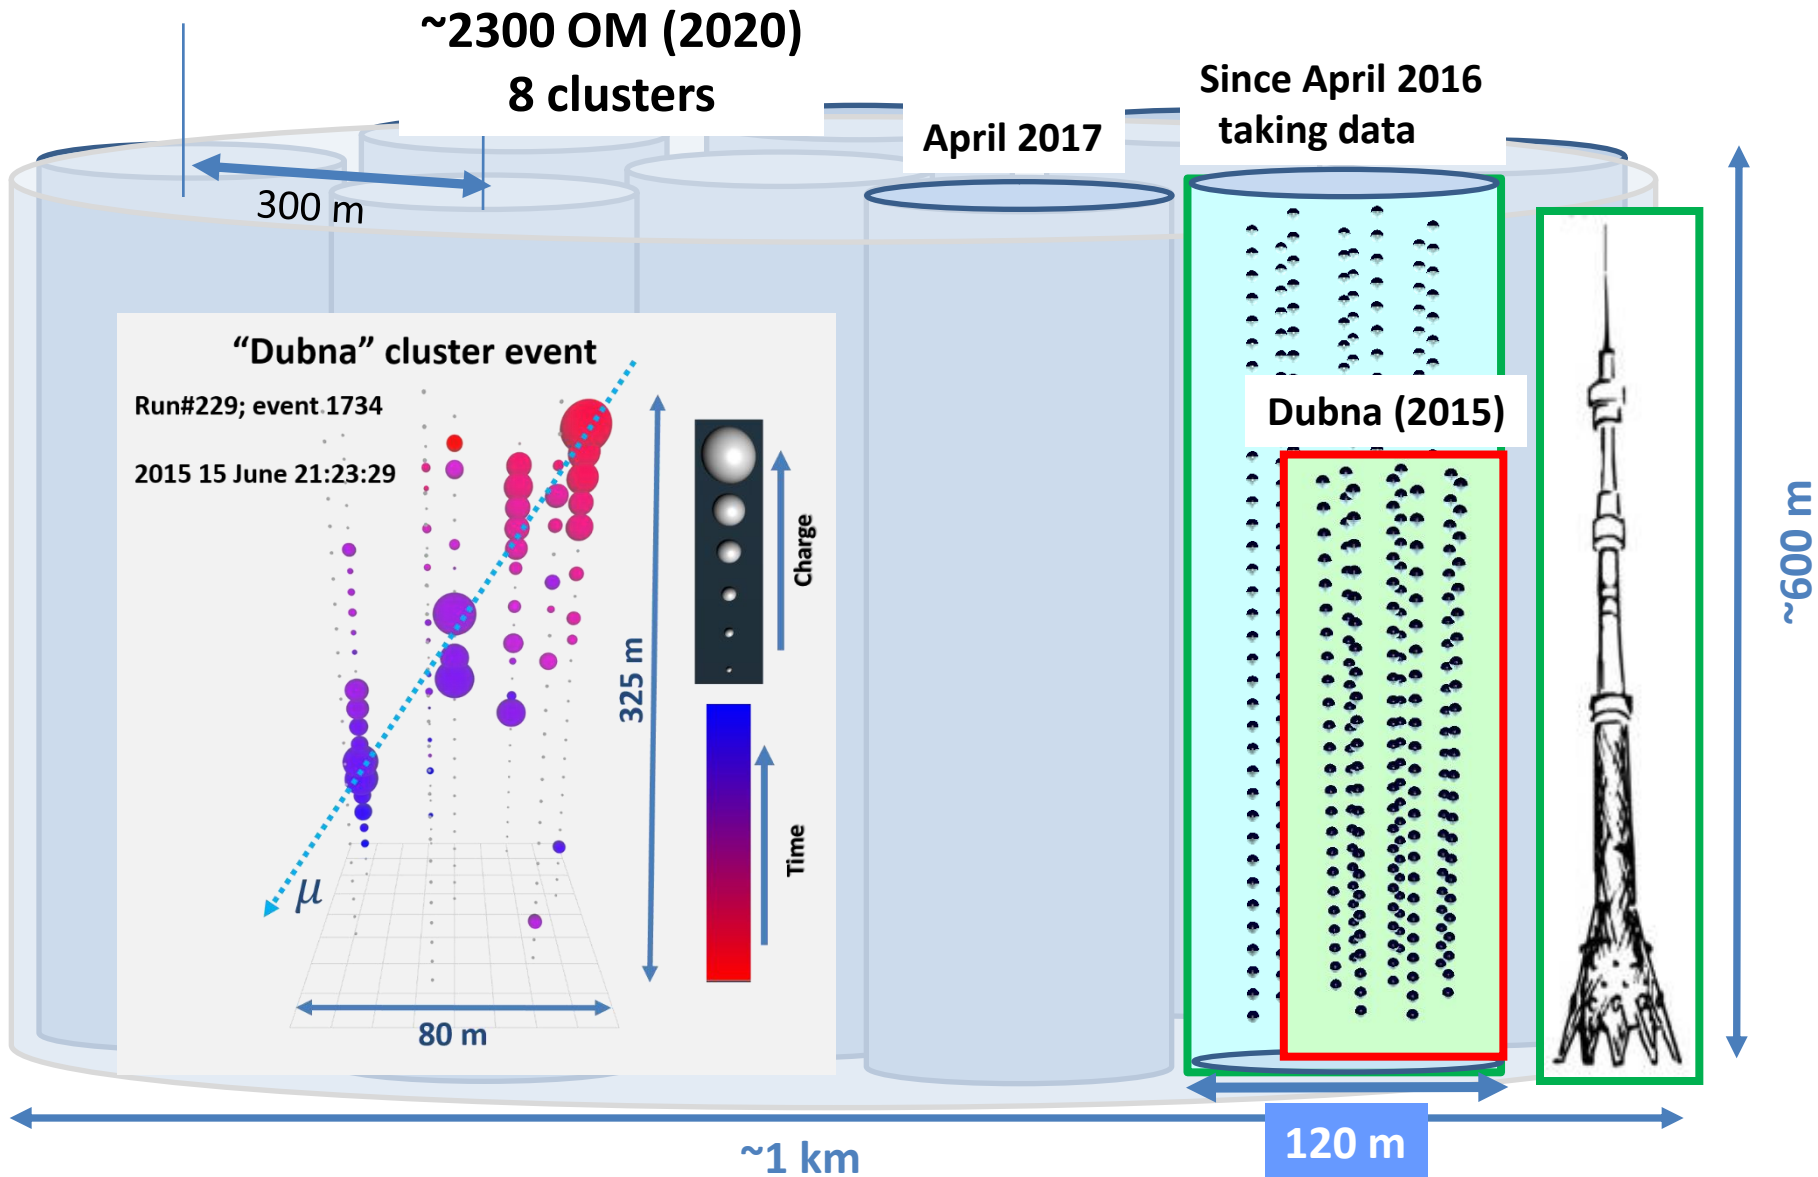 ~2300 OM (2020)
8 clusters
Since April 2016
taking data
April 2017
300 m
“Dubna” cluster event
Run#229; event 1734
2015 15 June 21:23:29
Dubna (2015)
Charge
325 m
~600 m
Time
μ
80 m
120 m
~1 km